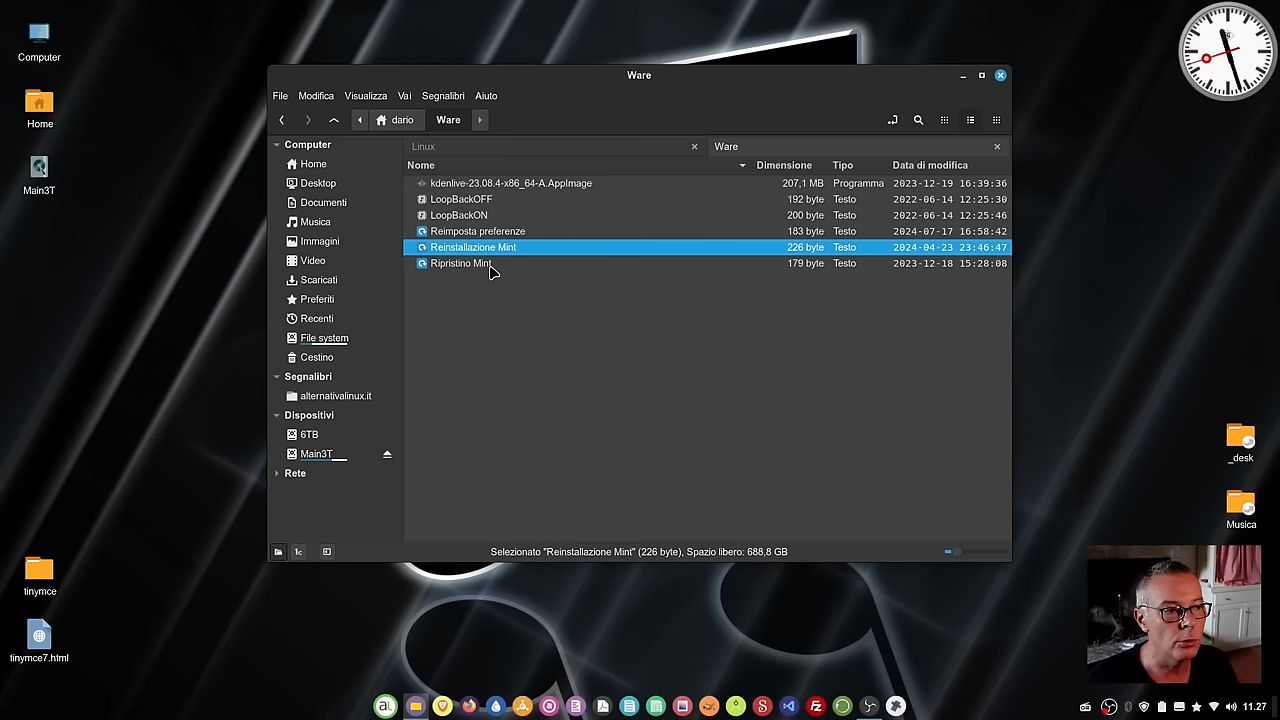 Computer
Home
Main3T
tinymce
tinymce7.html
Ware
File Modifica Visualizza Vai Segnalibri Aiuto
dario Ware
Computer
Home
Desktop
Documenti
Musica
Immagini
Video
Scaricati
Preferiti
Recenti
File system
Cestino
Segnalibri
alternativalinux.it
Dispositivi
6TB
Main3T
Rete
Linux Ware
Nome Dimensione Tipo Data di modifica
kdenlive-23.08.4-x86_64-A.AppImage 207,1 MB Programma 2023-12-19 16:39:36
LoopBackOFF 192 byte Testo 2022-06-14 12:25:30
LoopBackON 200 byte Testo 2022-06-14 12:25:46
Reimposta preferenze 183 byte Testo 2024-07-17 16:58:42
Reinstallazione Mint 226 byte Testo 2024-04-23 23:46:47
Ripristino Mint 179 byte Testo 2023-12-18 15:28:08
Selezionato "Reinstallazione Mint" (226 byte), Spazio libero: 688,8 GB
_desk
Musica
al
11.27